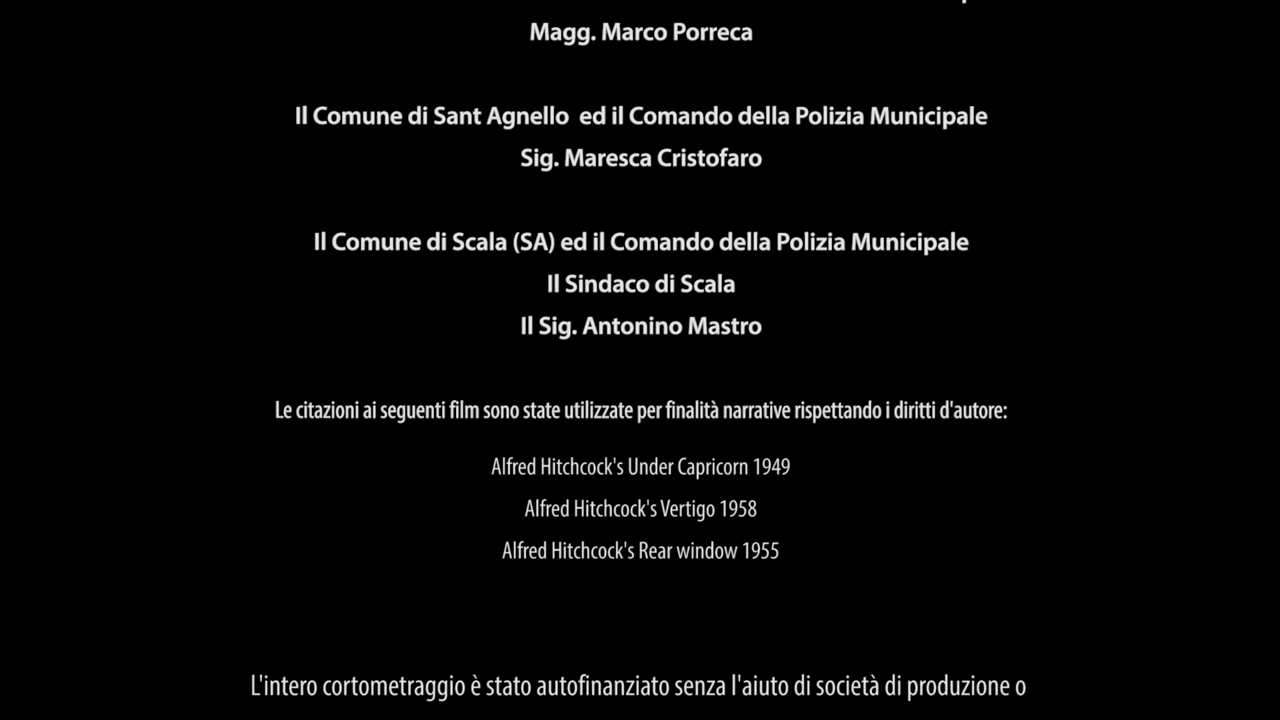 Magg. Marco Porreca
Il Comune di Sant Agnello ed il Comando della Polizia Municipale
Sig. Maresca Cristofaro
Il Comune di Scala (SA) ed il Comando della Polizia Municipale
Il Sindaco di Scala
Il Sig. Antonino Mastro
Le citazioni ai seguenti film sono state utilizzate per finalità narrative rispettando i diritti d'autore:
Alfred Hitchcock's Under Capricorn 1949
Alfred Hitchcock's Vertigo 1958
Alfred Hitchcock's Rear window 1955
L'intero cortometraggio è stato autofinanziato senza l'aiuto di società di produzione o